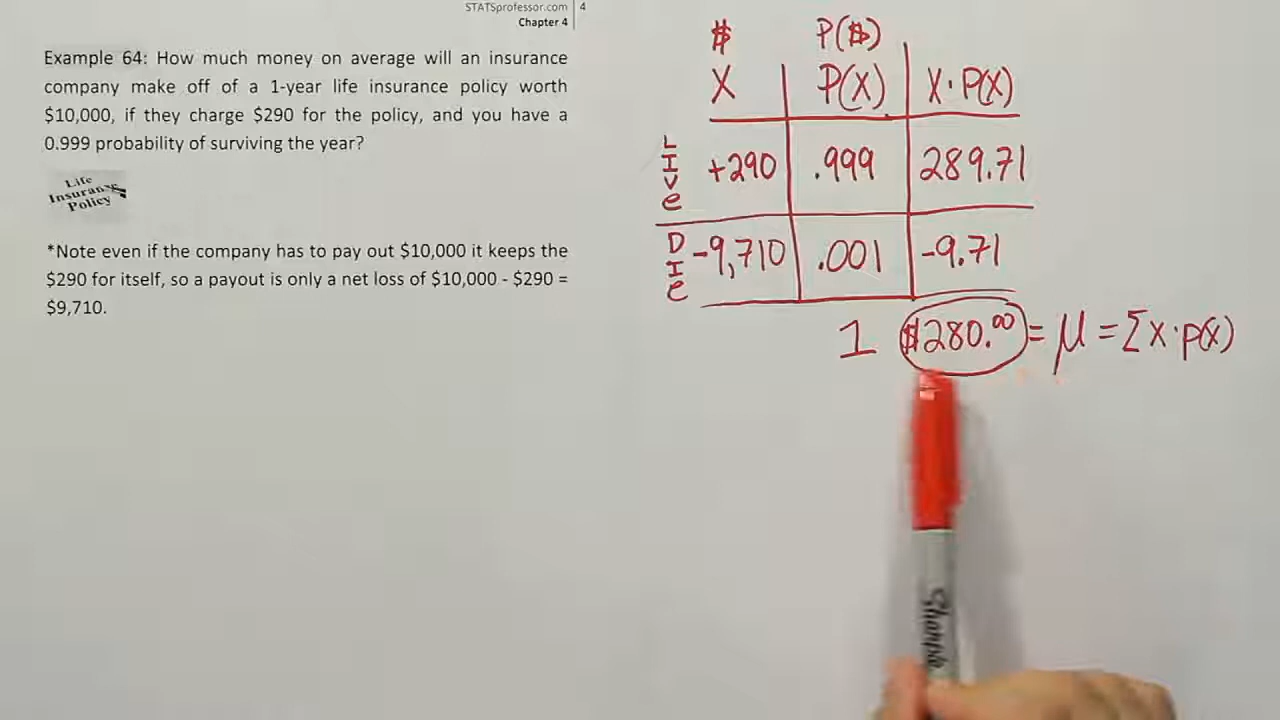 STATSprofessor.com 4
Chapter 4
Example 64: How much money on average will an insurance
company make off of a 1-year life insurance policy worth
$10,000, if they charge $290 for the policy, and you have a
0.999 probability of surviving the year?
Life
Insurance
Policy
*Note even if the company has to pay out $10,000 it keeps the
$290 for itself, so a payout is only a net loss of $10,000 - $290 =
$9,710.
$ P($)
X P(X) X·P(X)
LIVe +290 .999 289.71
DIe -9,710 .001 -9.71
1 $280.00 = μ = Σ X·P(X)
Sharpie